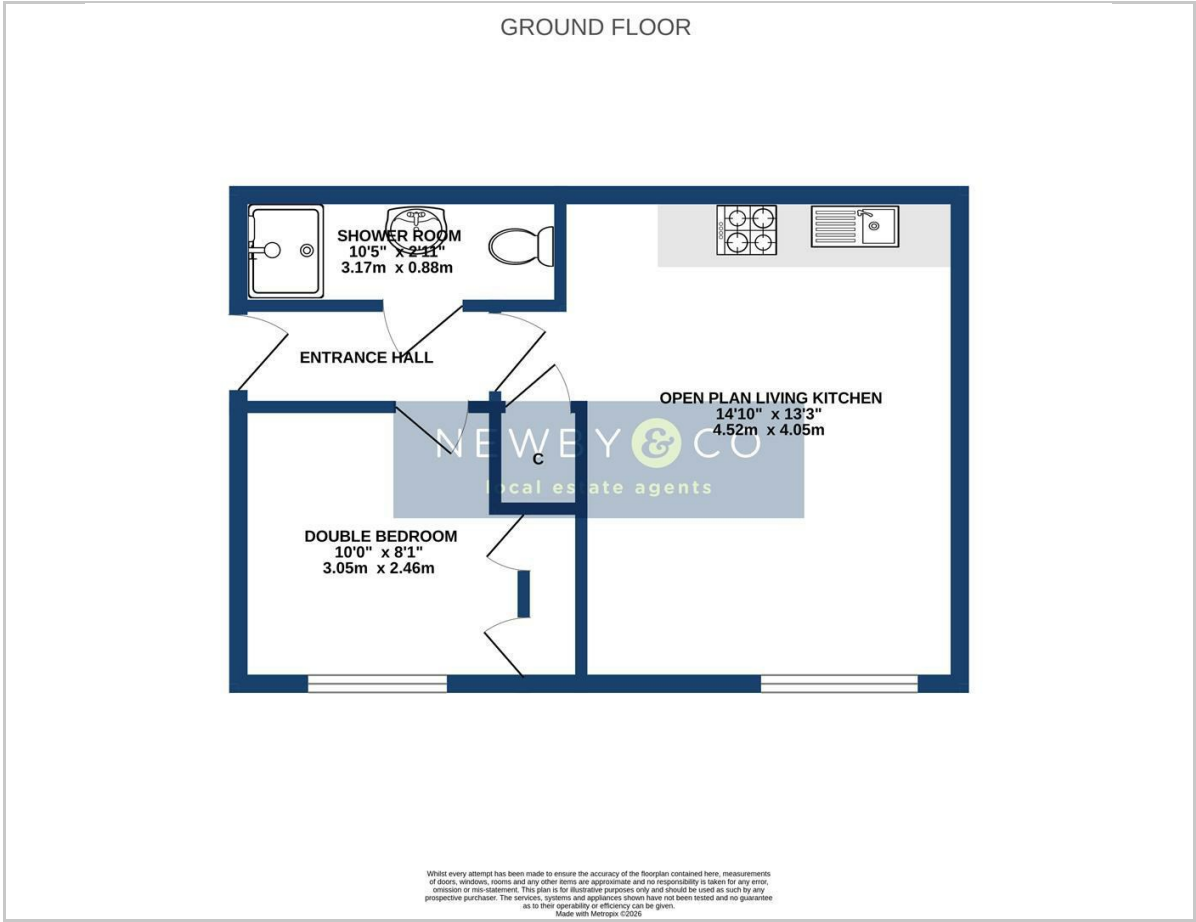 GROUND FLOOR
SHOWER ROOM
10'5" x 2'11"
3.17m x 0.88m
ENTRANCE HALL
OPEN PLAN LIVING KITCHEN
14'10" x 13'3"
4.52m x 4.05m
NEWBY & CO
C
local estate agents
DOUBLE BEDROOM
10'0" x 8'1"
3.05m x 2.46m
Whilst every attempt has been made to ensure the accuracy of the floorplan contained here, measurements
of doors, windows, rooms and any other items are approximate and no responsibility is taken for any error,
omission or mis-statement. This plan is for illustrative purposes only and should be used as such by any
prospective purchaser. The services, systems and appliances shown have not been tested and no guarantee
as to their operability or efficiency can be given.
Made with Metropix ©2026